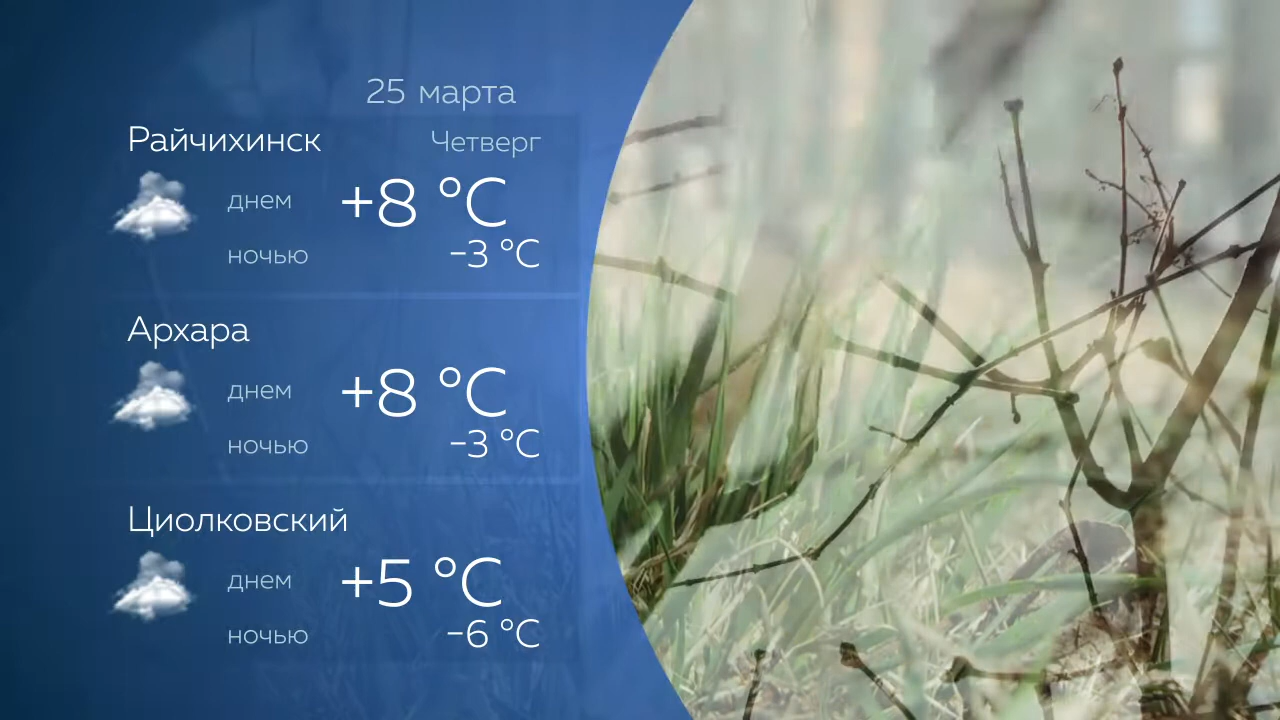 25 марта
Райчихинск Четверг
днем +8 °C
ночью -3 °C
Архара
днем +8 °C
ночью -3 °C
Циолковский
днем +5 °C
ночью -6 °C